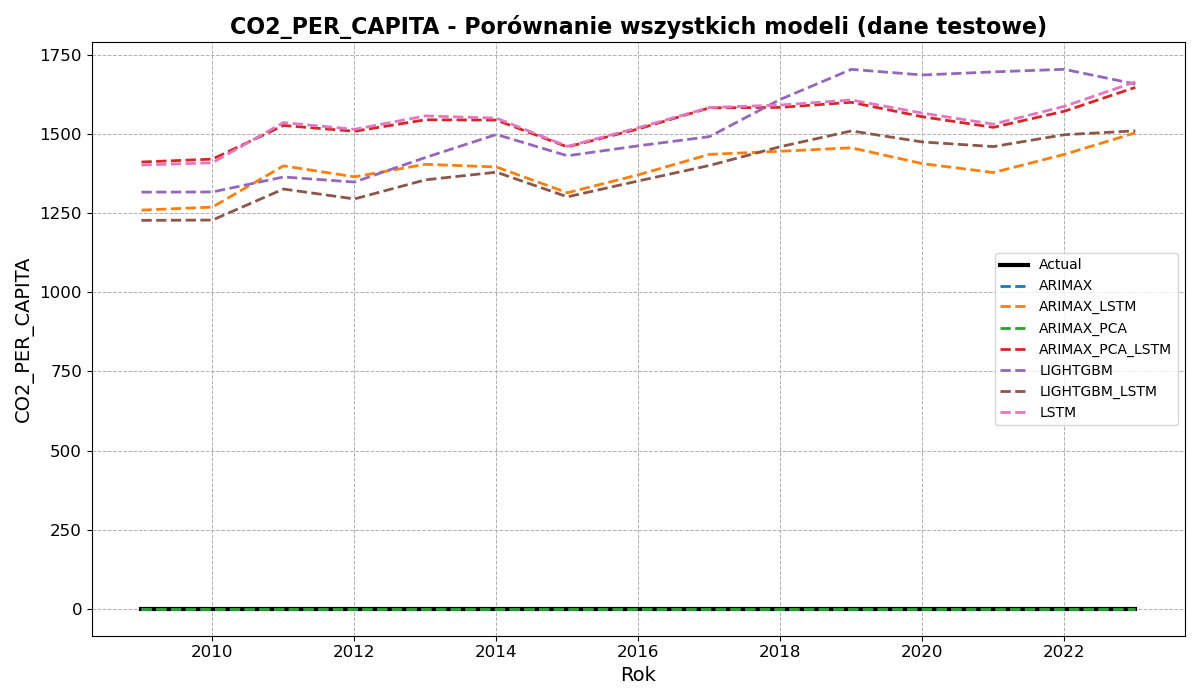 CO2_PER_CAPITA - Porównanie wszystkich modeli (dane testowe)
1750
1500
1250
1000
750
500
250
0
CO2_PER_CAPITA
Actual
ARIMAX
ARIMAX_LSTM
ARIMAX_PCA
ARIMAX_PCA_LSTM
LIGHTGBM
LIGHTGBM_LSTM
LSTM
2010 2012 2014 2016 2018 2020 2022
Rok